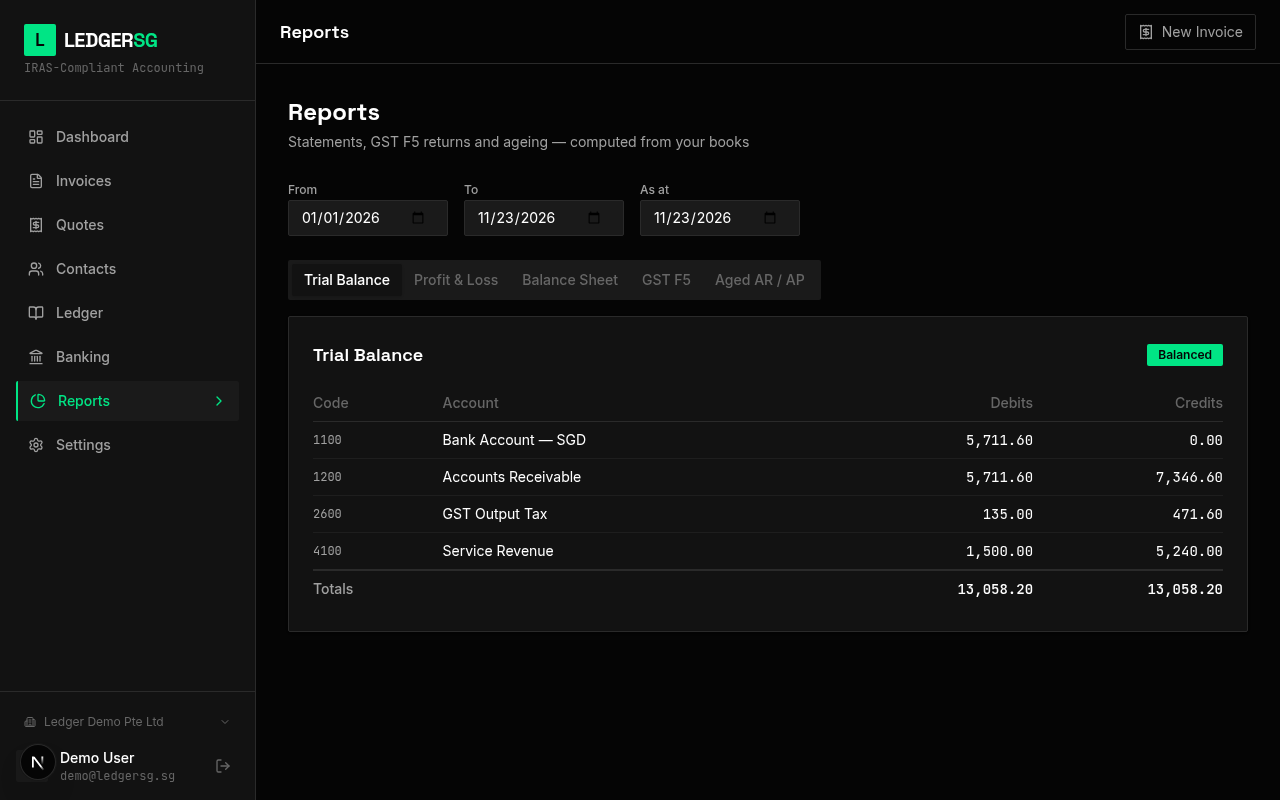 L LEDGERSG
IRAS-Compliant Accounting
Dashboard
Invoices
Quotes
Contacts
Ledger
Banking
Reports
Settings
Ledger Demo Pte Ltd
N
Demo User
demo@ledgersg.sg
Reports
New Invoice
Reports
Statements, GST F5 returns and ageing — computed from your books
From To As at
01/01/2026 11/23/2026 11/23/2026
Trial Balance Profit & Loss Balance Sheet GST F5 Aged AR / AP
Trial Balance Balanced
Code Account Debits Credits
1100 Bank Account — SGD 5,711.60 0.00
1200 Accounts Receivable 5,711.60 7,346.60
2600 GST Output Tax 135.00 471.60
4100 Service Revenue 1,500.00 5,240.00
Totals 13,058.20 13,058.20